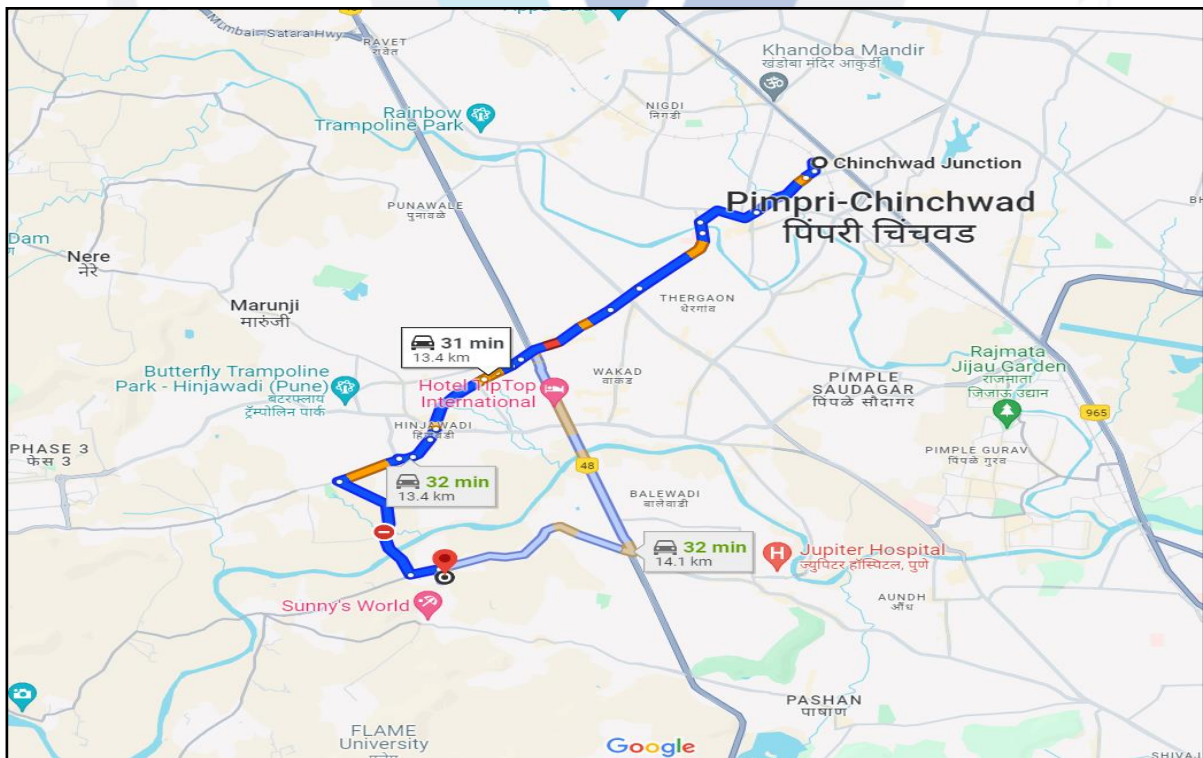 Mumbai - Satara Hwy
RAVET
रावेत
Khandoba Mandir
खंडोबा मंदिर आकुर्डी
Rainbow
Trampoline Park
NIGDI
निगडी
Chinchwad Junction
Pimpri-Chinchwad
पिंपरी चिंचवड
PUNAWALE
पुनावळे
Dam
Nere
नेरे
Marunji
मारुंजी
THERGAON
थेरगांव
31 min
13.4 km
Butterfly Trampoline
Park - Hinjawadi (Pune)
बटरफ्लाय
ट्रॅम्पोलिन पार्क
Hotel TipTop
International
WAKAD
वाकड
PIMPLE
SAUDAGAR
पिंपळे सौदागर
Rajmata
Jijau Garden
राजमाता
जिजाऊ उद्यान
965
HINJAWADI
PHASE 3
फेस 3
PIMPLE GURAV
पिंपळे गुरव
48
32 min
13.4 km
BALEWADI
बालेवाडी
32 min
14.1 km
Jupiter Hospital
ज्युपिटर हॉस्पिटल, पुणे
AUNDH
औंध
Sunny's World
PASHAN
पाषाण
FLAME
University
Google